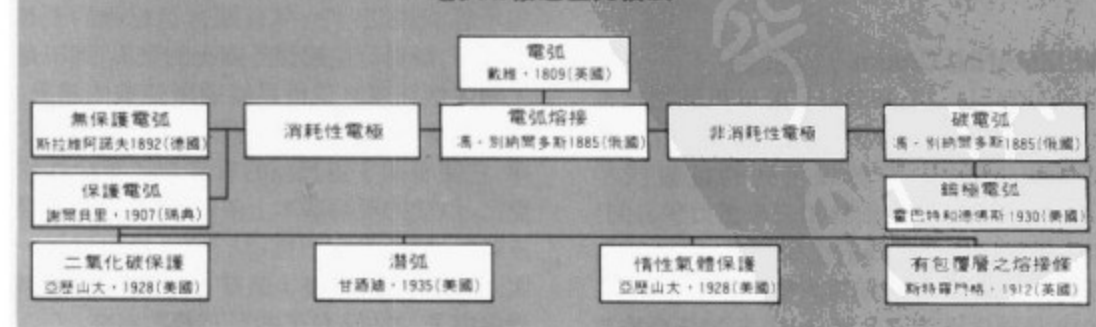 電弧
戴維,1809(英國)
無保護電弧
斯拉維阿諾夫1892(德國)
消耗性電極
電弧熔接
馮·別納爾多斯1885(俄國)
非消耗性電極
碳電弧
馮·別納爾多斯1885(俄國)
保護電弧
謝爾貝里,1907(瑞典)
鎢極電弧
霍巴特和德佛斯1930(美國)
二氧化碳保護
亞歷山大,1928(美國)
潛弧
1935(美國)
惰性氣體保護
亞歷山大,1928(美國)
有包覆層之熔接條
斯特羅門格,1912(英國)